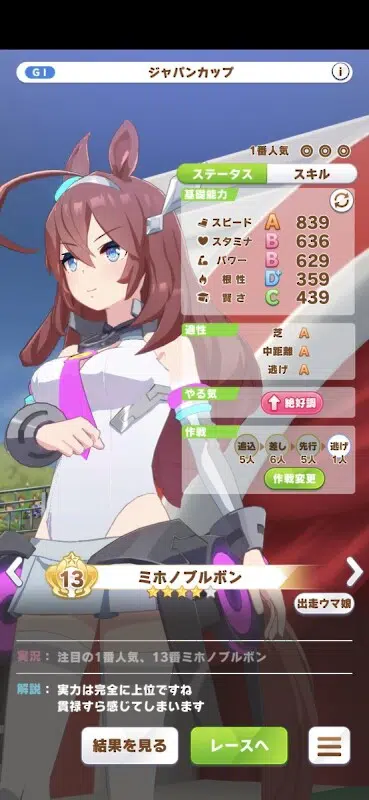 GI ジャパンカップ i
1番人気 ◎ ◎ ◎
ステータス スキル
基礎能力
スピード A 839
スタミナ B 636
パワー B 629
根性 D+ 359
賢さ C 439
適性
芝 A
中距離 A
逃げ A
やる気
絶好調
作戦
追込 差し 先行 逃げ
5人 6人 5人 1人
作戦変更
13 ミホノブルボン
出走ウマ娘
実況: 注目の1番人気、13番ミホノブルボン
解説: 実力は完全に上位ですね
貫禄すら感じてしまいます
結果を見る レースへ